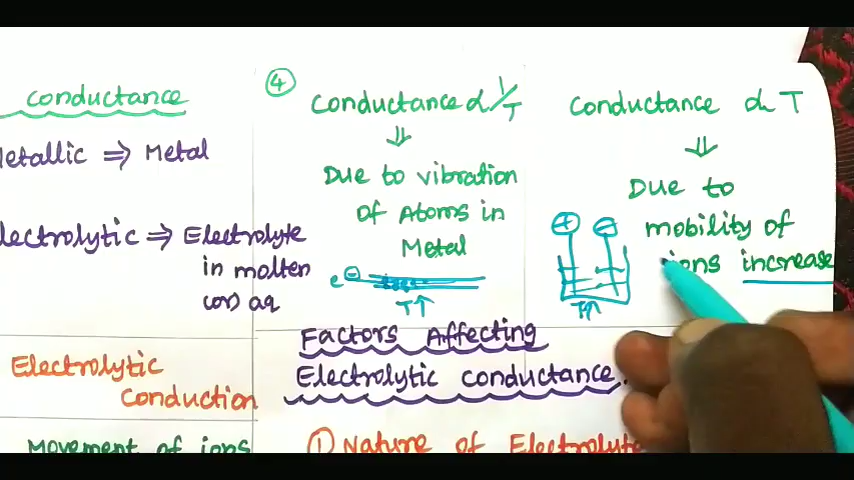 conductance
Metallic ⇒ Metal
Electrolytic ⇒ Electrolyte
in molten
(or) aq
Electrolytic
Conduction
Movement of ions
④
Conductance α 1/T
⇓
Due to vibration
of Atoms in
Metal
e⊖
T↑
Conductance α T
⇓
Due to
mobility of
ions increase
⊕ ⊖
T↑
Factors Affecting
Electrolytic conductance.
① Nature of Electrolyte